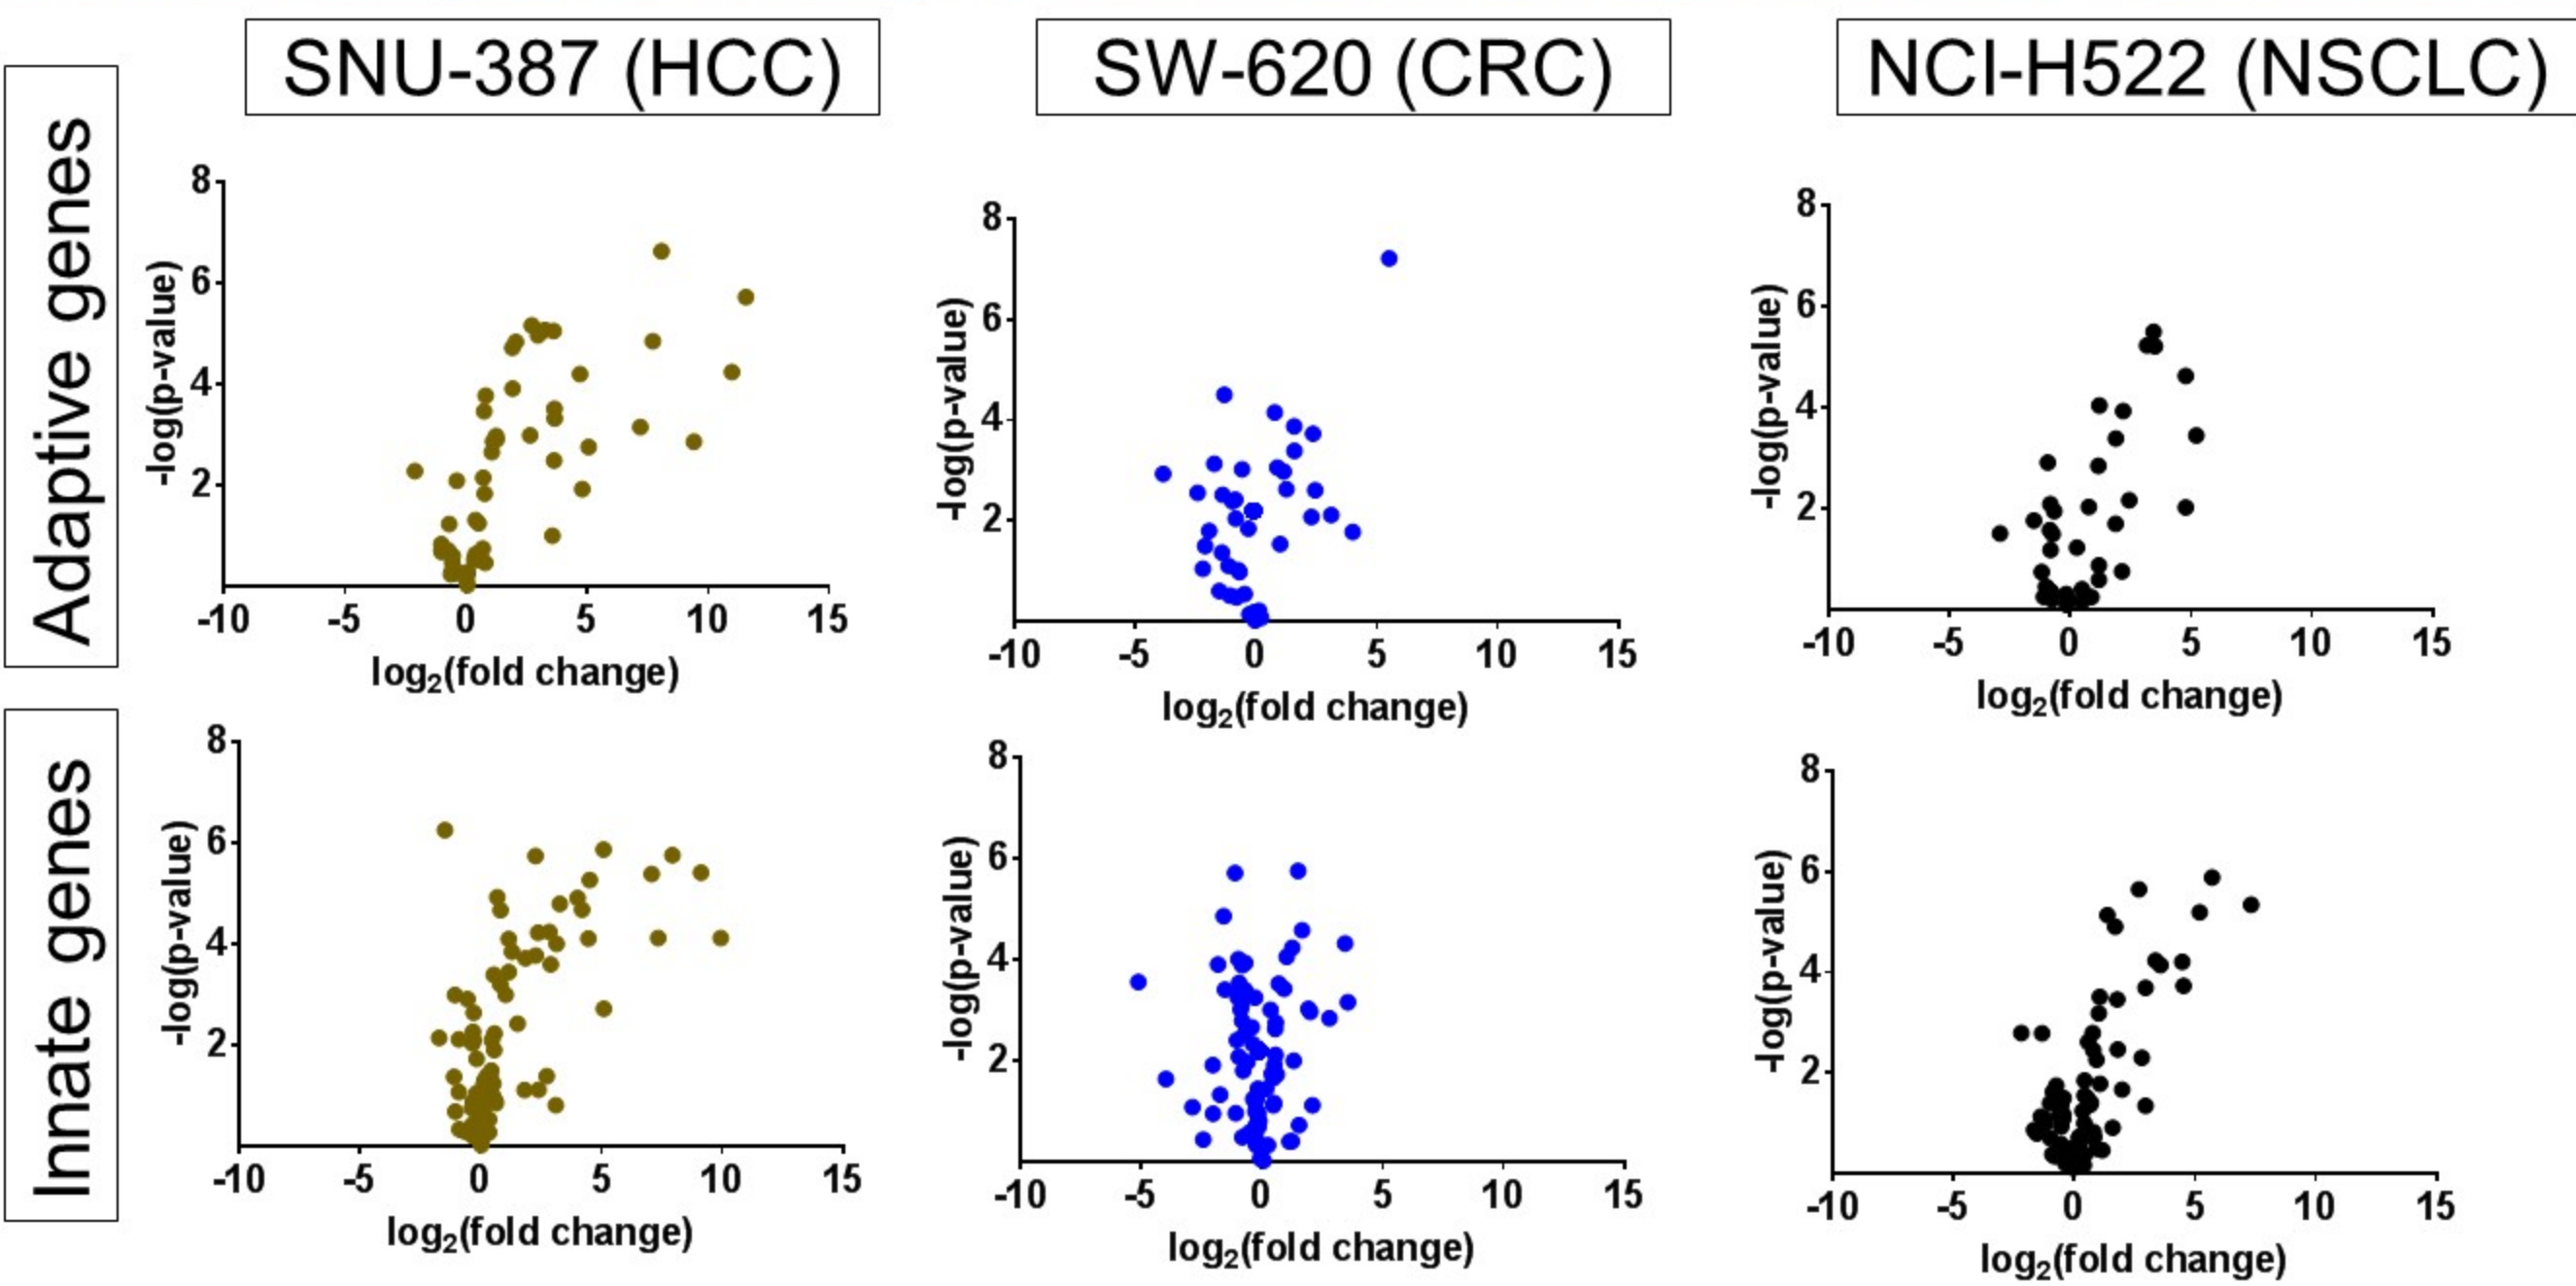 SNU-387 (HCC)
SW-620 (CRC)
NCI-H522 (NSCLC)
Adaptive genes
-log(p-value)
8
6
4
2
-10 -5 0 5 10 15
log₂(fold change)
-log(p-value)
8
6
4
2
-10 -5 0 5 10 15
log₂(fold change)
-log(p-value)
8
6
4
2
-10 -5 0 5 10 15
log₂(fold change)
Innate genes
-log(p-value)
8
6
4
2
-10 -5 0 5 10 15
log₂(fold change)
-log(p-value)
8
6
4
2
-10 -5 0 5 10 15
log₂(fold change)
-log(p-value)
8
6
4
2
-10 -5 0 5 10 15
log₂(fold change)